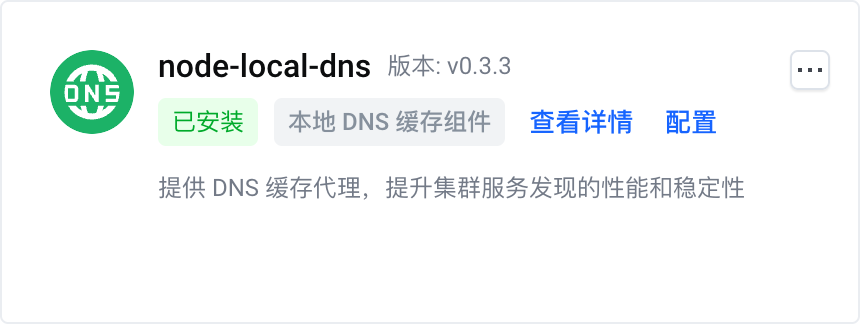 DNS
node-local-dns 版本: v0.3.3
已安装 本地 DNS 缓存组件 查看详情 配置
提供 DNS 缓存代理，提升集群服务发现的性能和稳定性